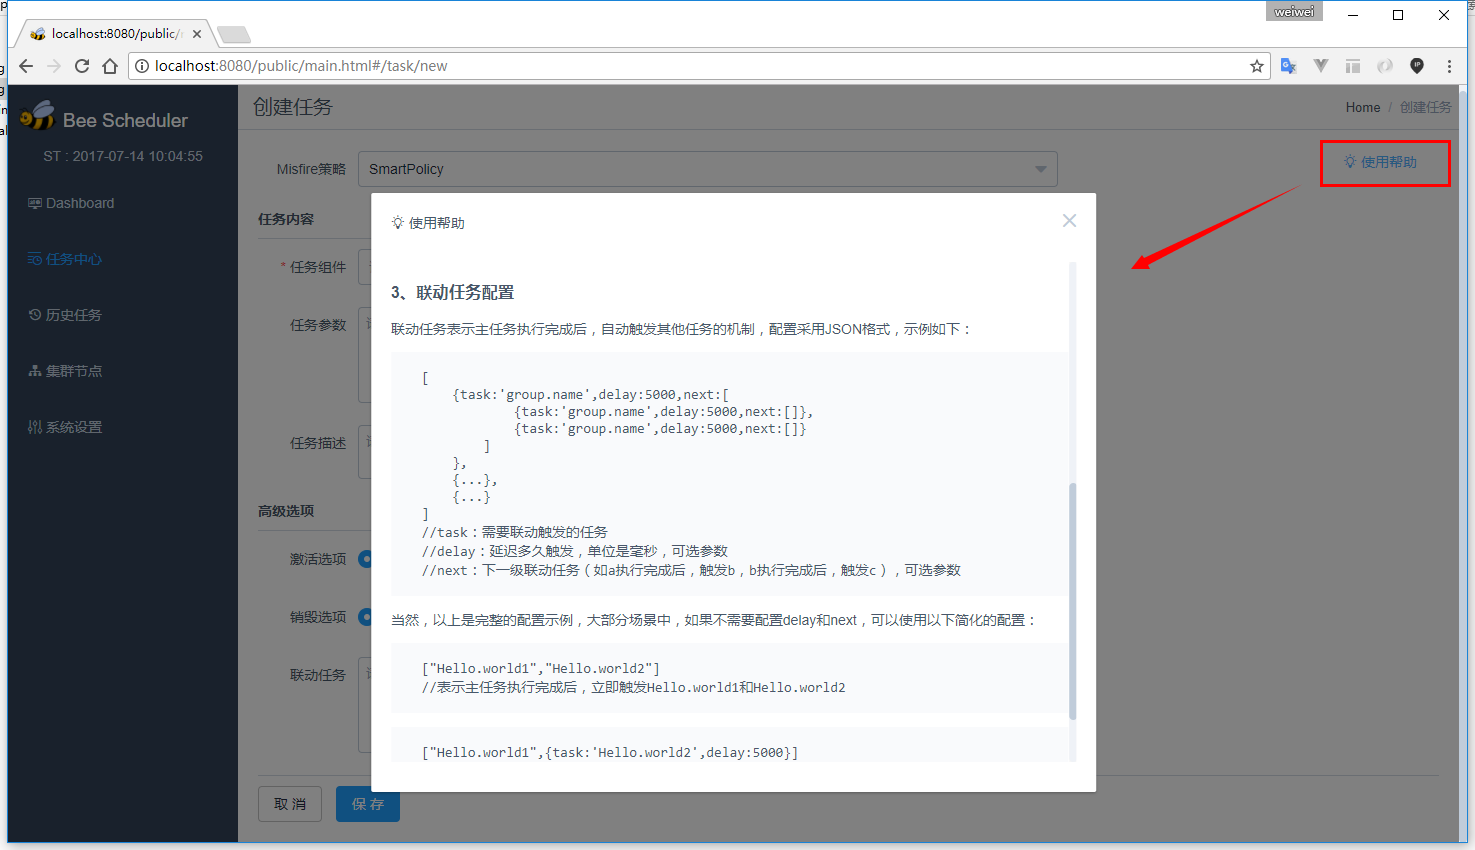 weiwei
localhost:8080/public/
localhost:8080/public/main.html#/task/new
Bee Scheduler
ST : 2017-07-14 10:04:55
Dashboard
任务中心
历史任务
集群节点
系统设置
创建任务
Home / 创建任务
使用帮助
Misfire策略 SmartPolicy
任务内容
* 任务组件
任务参数
任务描述
高级选项
激活选项
销毁选项
联动任务
取 消
保 存
使用帮助
3、联动任务配置
联动任务表示主任务执行完成后，自动触发其他任务的机制，配置采用JSON格式，示例如下：
[
{task:'group.name',delay:5000,next:[
{task:'group.name',delay:5000,next:[]},
{task:'group.name',delay:5000,next:[]}
]
},
{...},
{...}
]
//task：需要联动触发的任务
//delay：延迟多久触发，单位是毫秒，可选参数
//next：下一级联动任务（如a执行完成后，触发b，b执行完成后，触发c），可选参数
当然，以上是完整的配置示例，大部分场景中，如果不需要配置delay和next，可以使用以下简化的配置：
["Hello.world1","Hello.world2"]
//表示主任务执行完成后，立即触发Hello.world1和Hello.world2
["Hello.world1",{task:'Hello.world2',delay:5000}]